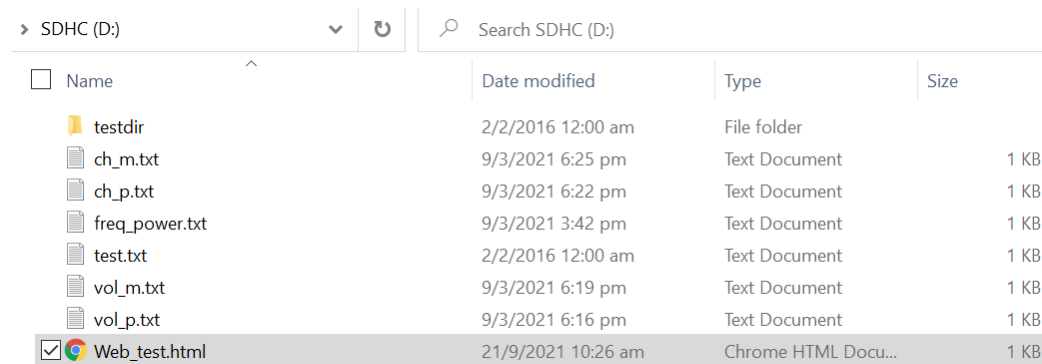 SDHC (D:) Search SDHC (D:)
Name Date modified Type Size
testdir 2/2/2016 12:00 am File folder
ch_m.txt 9/3/2021 6:25 pm Text Document 1 KB
ch_p.txt 9/3/2021 6:22 pm Text Document 1 KB
freq_power.txt 9/3/2021 3:42 pm Text Document 1 KB
test.txt 2/2/2016 12:00 am Text Document 1 KB
vol_m.txt 9/3/2021 6:19 pm Text Document 1 KB
vol_p.txt 9/3/2021 6:16 pm Text Document 1 KB
Web_test.html 21/9/2021 10:26 am Chrome HTML Docu... 1 KB